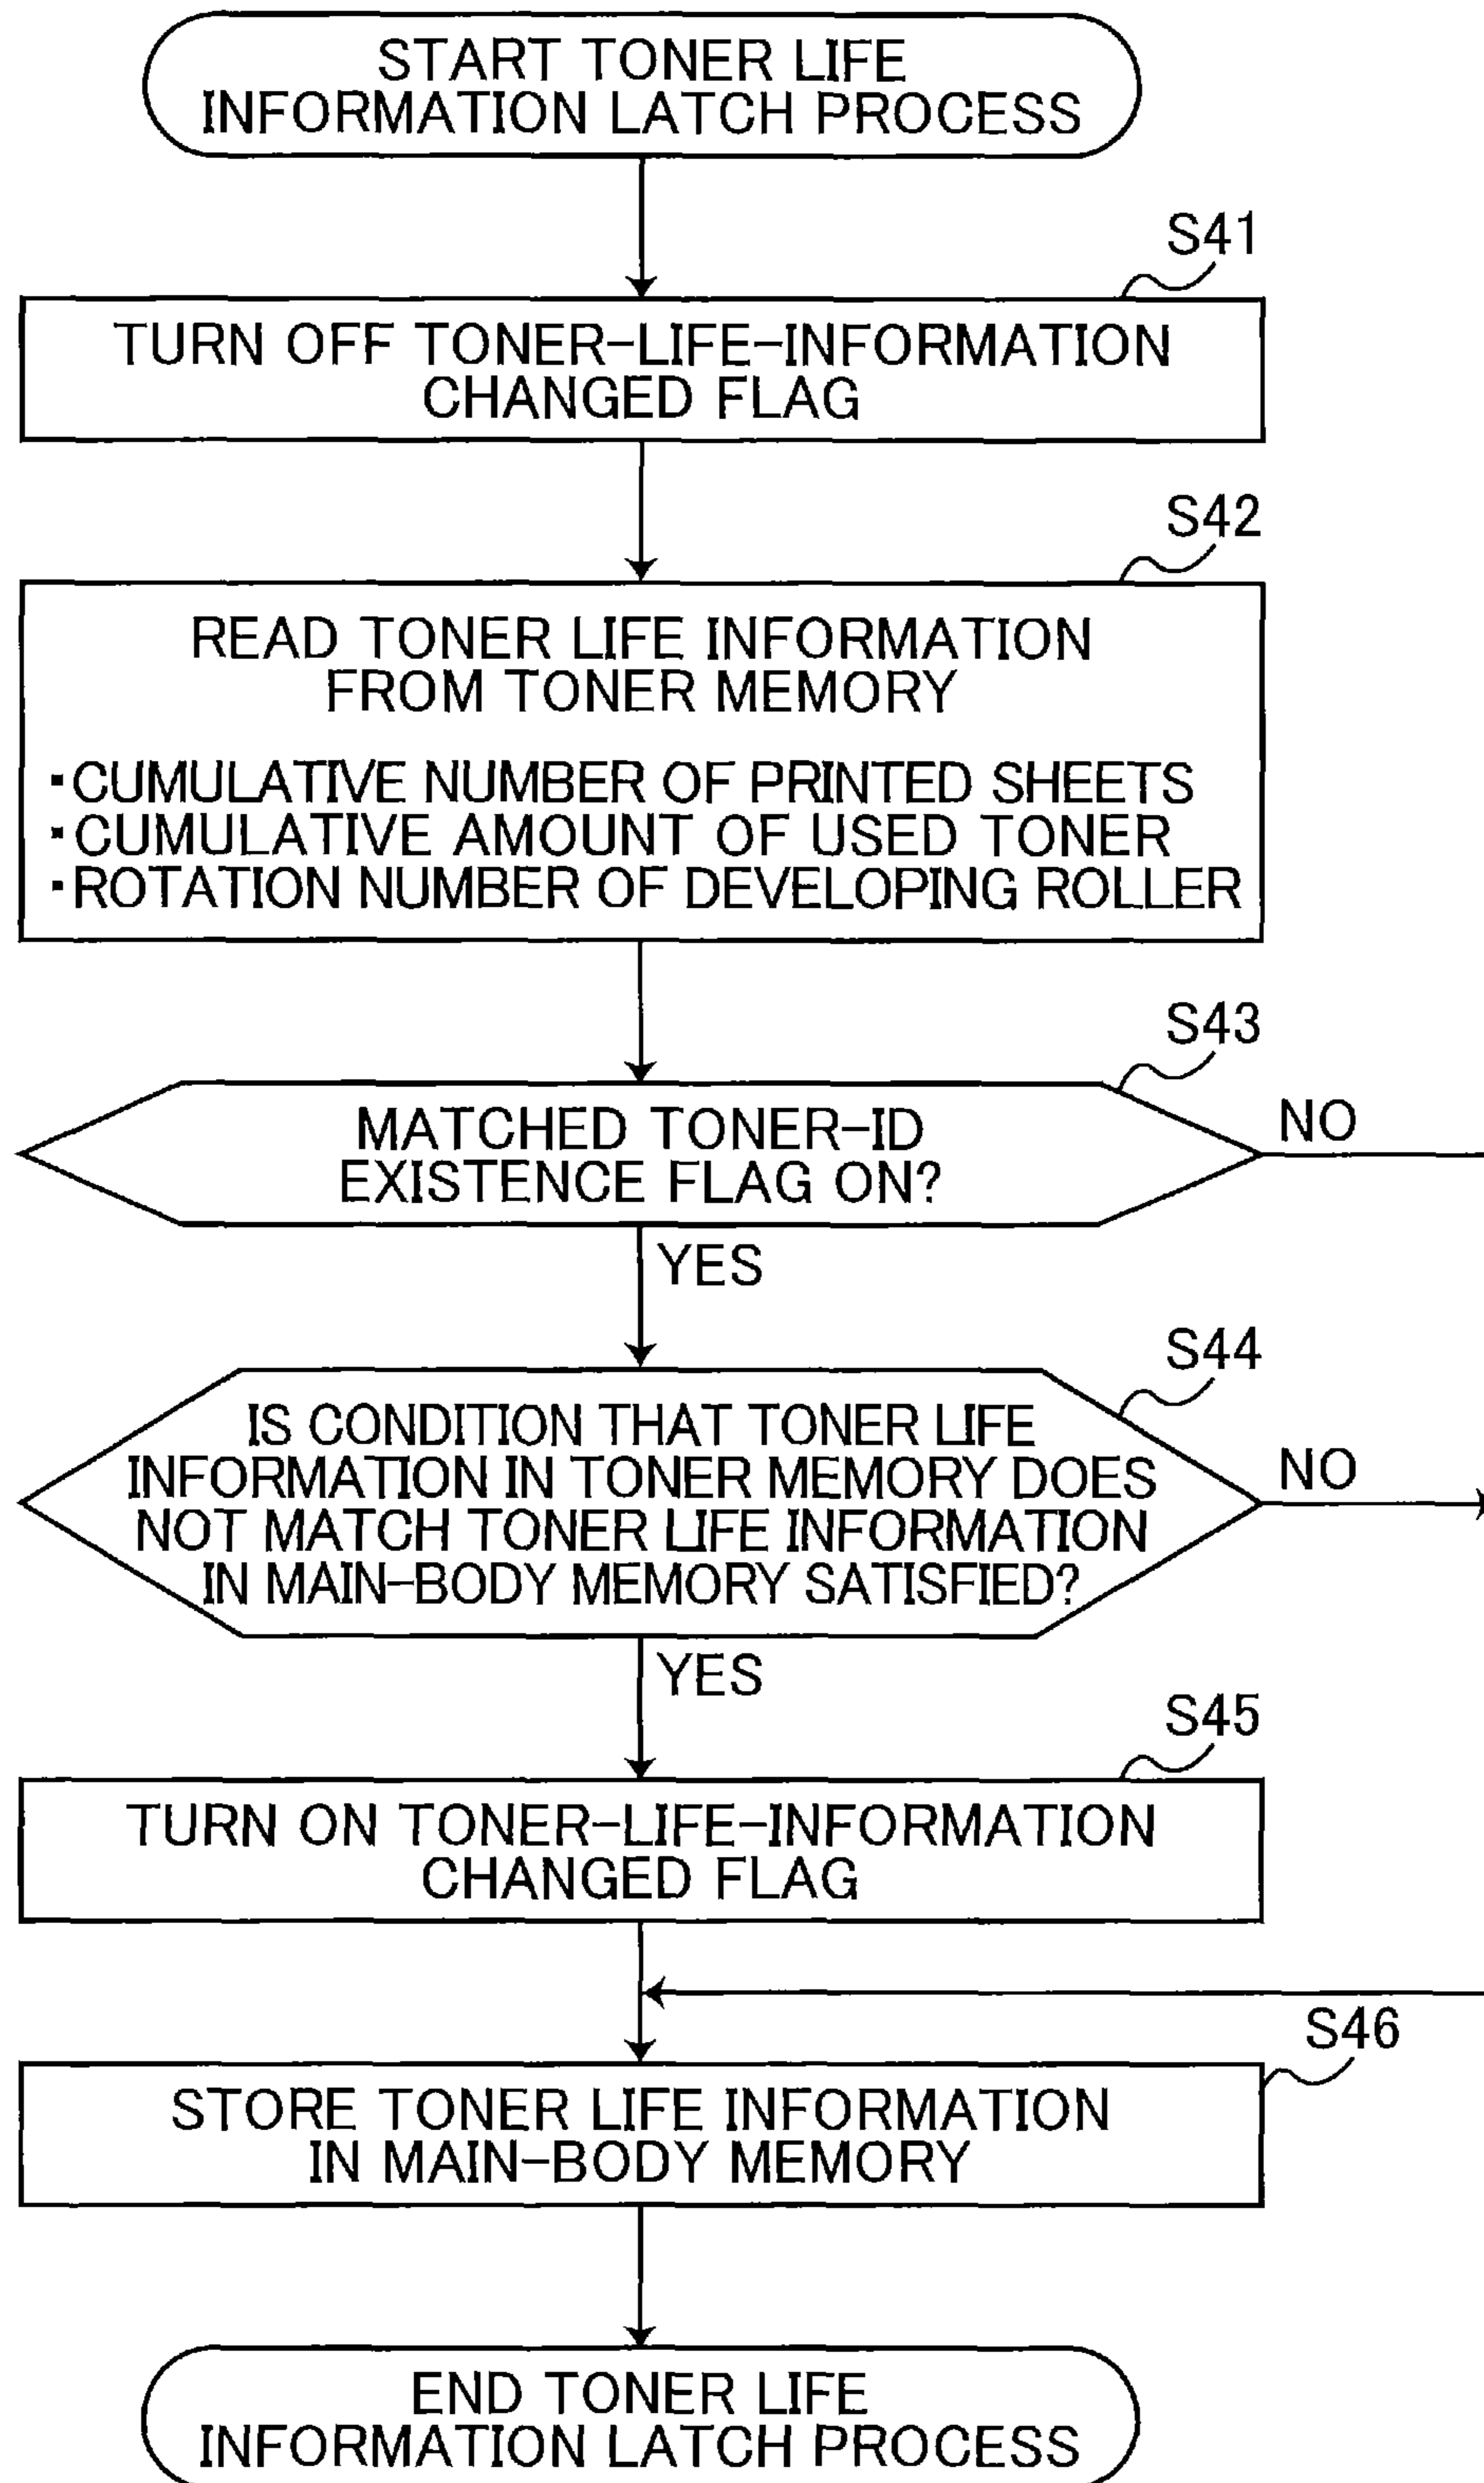 START TONER LIFE
INFORMATION LATCH PROCESS
S41
TURN OFF TONER-LIFE-INFORMATION
CHANGED FLAG
S42
READ TONER LIFE INFORMATION
FROM TONER MEMORY
・CUMULATIVE NUMBER OF PRINTED SHEETS
・CUMULATIVE AMOUNT OF USED TONER
・ROTATION NUMBER OF DEVELOPING ROLLER
S43
MATCHED TONER-ID
EXISTENCE FLAG ON?
NO
YES
S44
IS CONDITION THAT TONER LIFE
INFORMATION IN TONER MEMORY DOES
NOT MATCH TONER LIFE INFORMATION
IN MAIN-BODY MEMORY SATISFIED?
NO
YES
S45
TURN ON TONER-LIFE-INFORMATION
CHANGED FLAG
S46
STORE TONER LIFE INFORMATION
IN MAIN-BODY MEMORY
END TONER LIFE
INFORMATION LATCH PROCESS